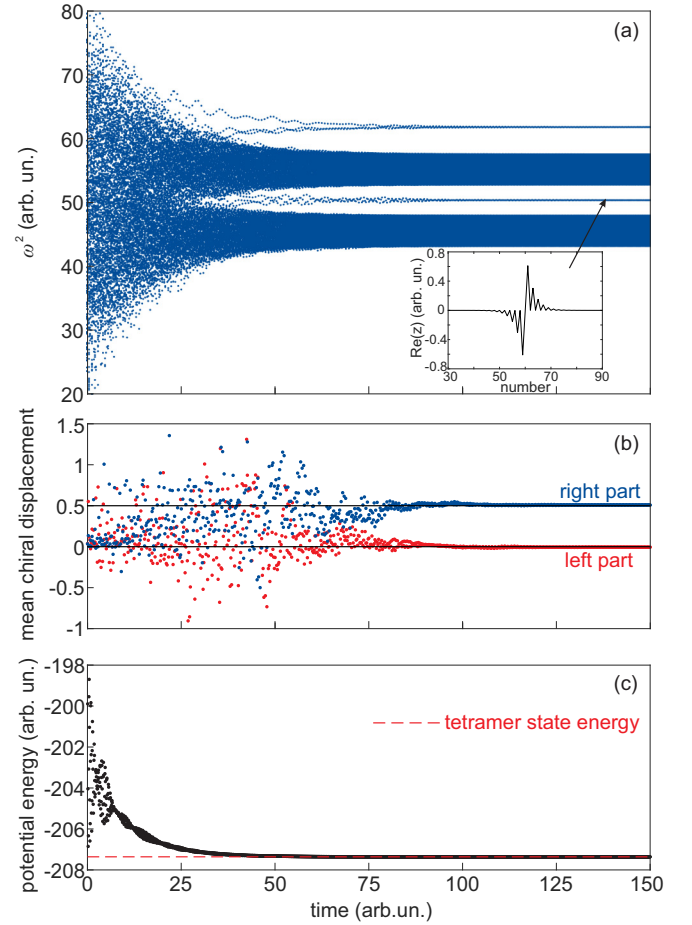 80
(a)
70
60
50
40
30
20
ω² (arb. un.)
0.8
0.4
0
-0.4
-0.8
Re(z) (arb. un.)
30
50
70
90
number
1.5
(b)
1
right part
0.5
0
left part
-0.5
-1
mean chiral displacement
-198
(c)
-200
tetramer state energy
-202
-204
-206
-208
potential energy (arb. un.)
0
25
50
75
100
125
150
time (arb.un.)